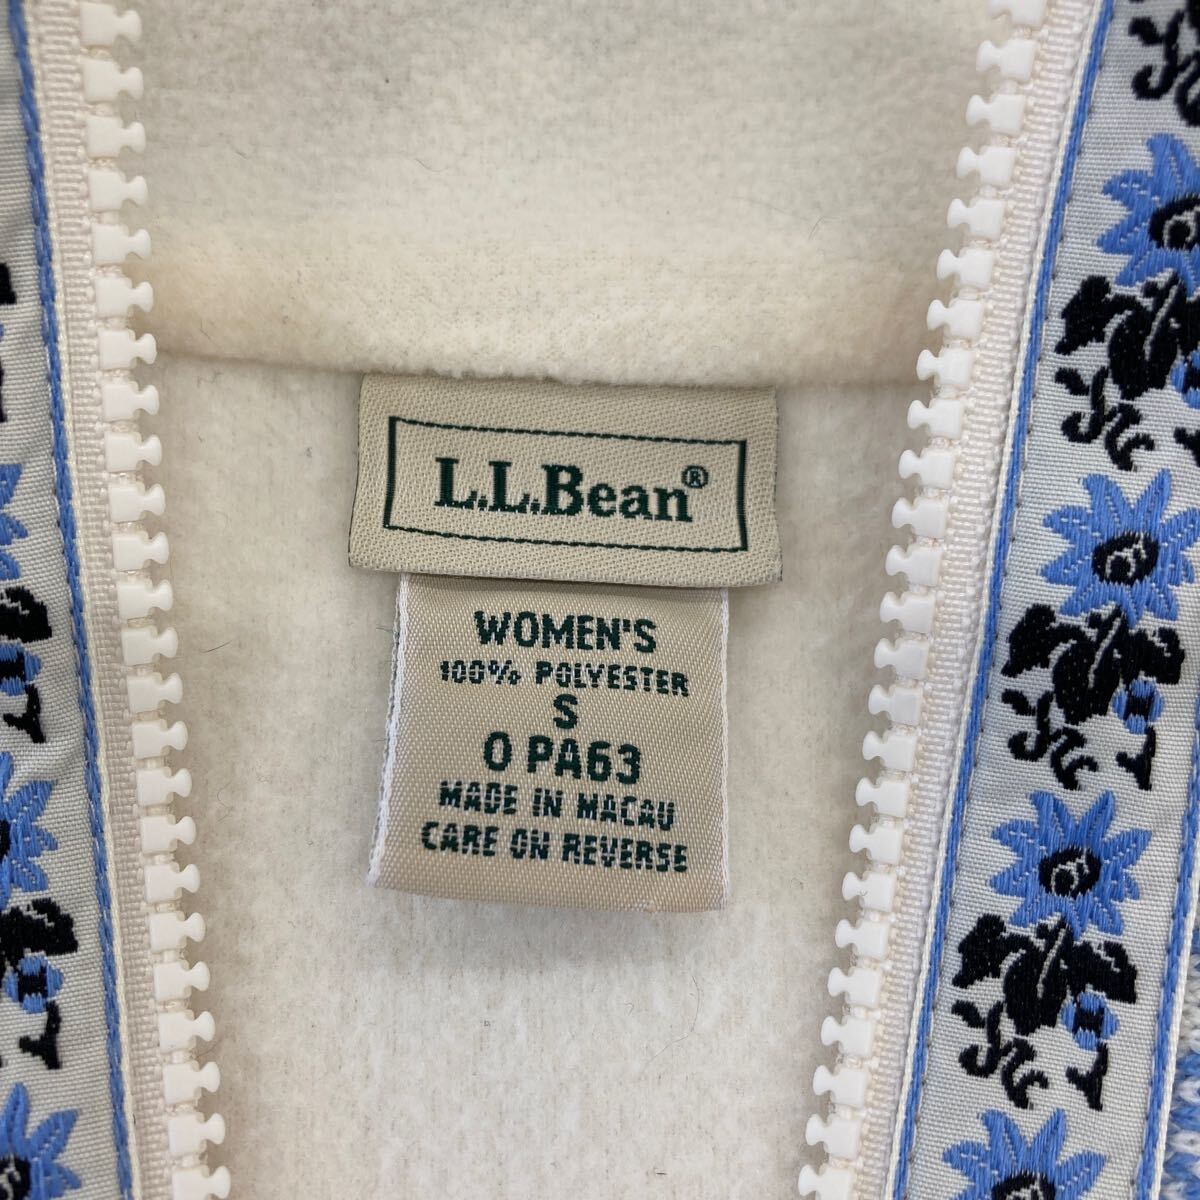 L.L.Bean®
WOMEN'S
100% POLYESTER
S
0 PA63
MADE IN MACAU
CARE ON REVERSE